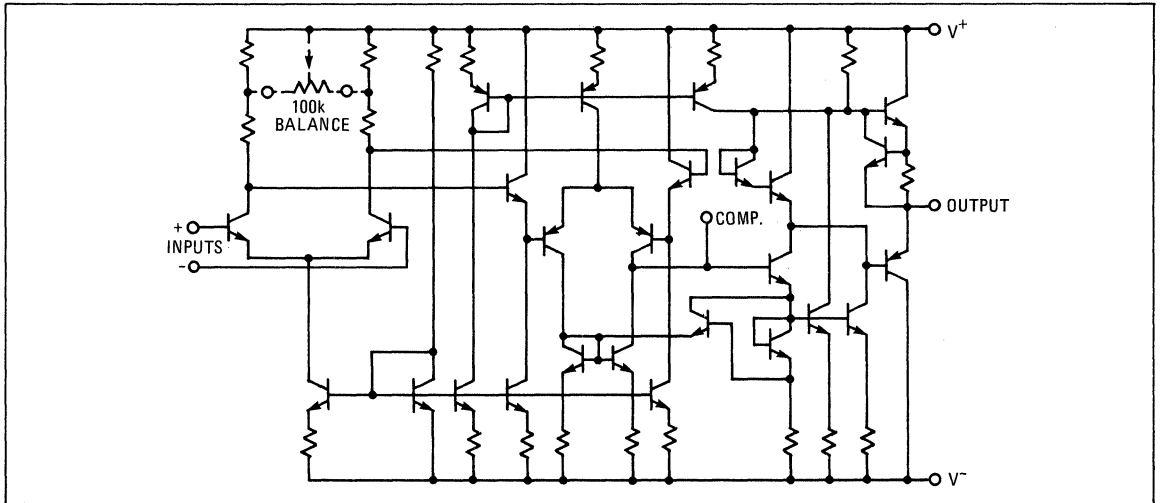 V+
100k
BALANCE
+
INPUTS
-
COMP.
OUTPUT
V-